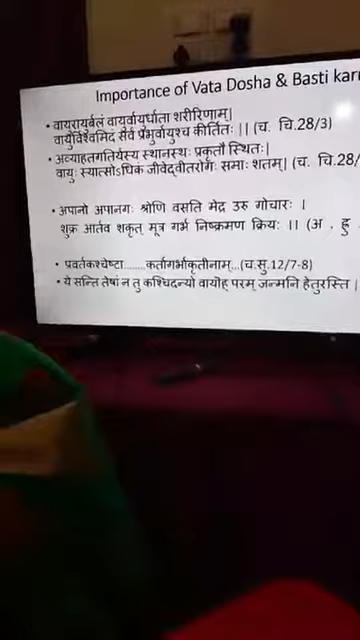 Importance of Vata Dosha & Basti kar
• वायुरायुर्बलं वायुर्वायुर्धाता शरीरिणाम्|
वायुर्विश्वमिदं सर्वं प्रभुर्वायुश्च कीर्तितः || (च. चि.28/3)
• अव्याहतगतिर्यस्य स्थानस्थः प्रकृतौ स्थितः|
वायुः स्यात्सोऽधिकं जीवेद्वीतरोगः समाः शतम्| (च. चि.28/
• अपानो अपानगः श्रोणि वसति मेद्र उरु गोचारः ।
शुक्र आर्तव शकृत् मूत्र गर्भ निष्क्रमण क्रियः ।। (अ . हृ
• प्रवर्तकश्चेष्टा........कर्तागर्भाकृतीनाम्...(च.सु.12/7-8)
• ये सन्ति तेषां न तु कश्चिदन्यो वायोः परम् जन्मनि हेतुरस्ति |